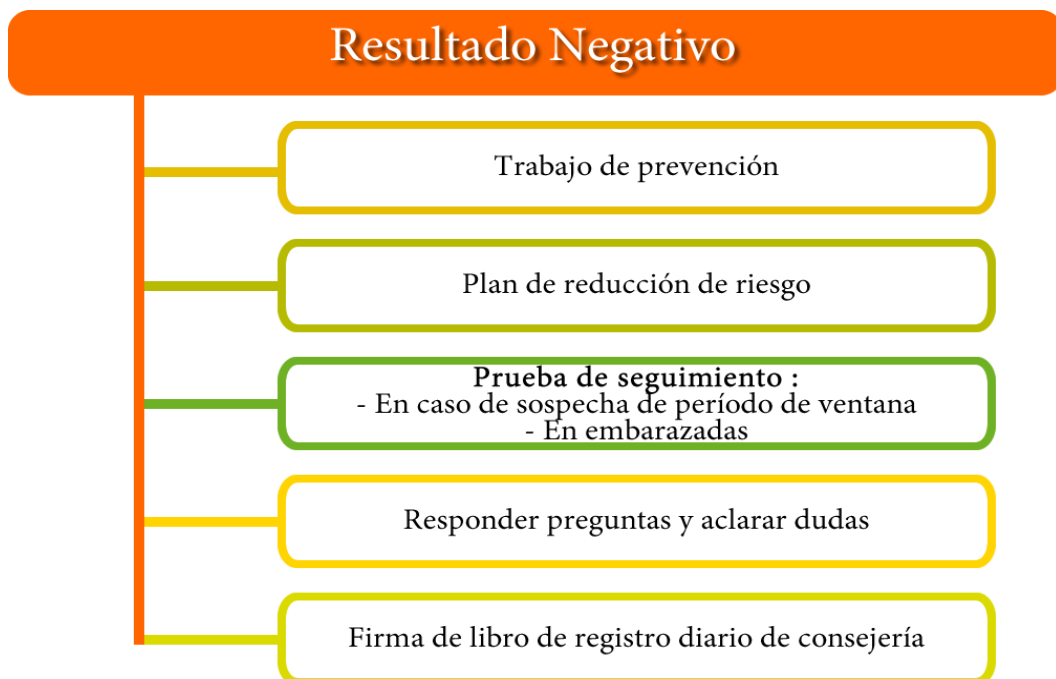 Resultado Negativo
Trabajo de prevención
Plan de reducción de riesgo
Prueba de seguimiento :
- En caso de sospecha de período de ventana
- En embarazadas
Responder preguntas y aclarar dudas
Firma de libro de registro diario de consejería